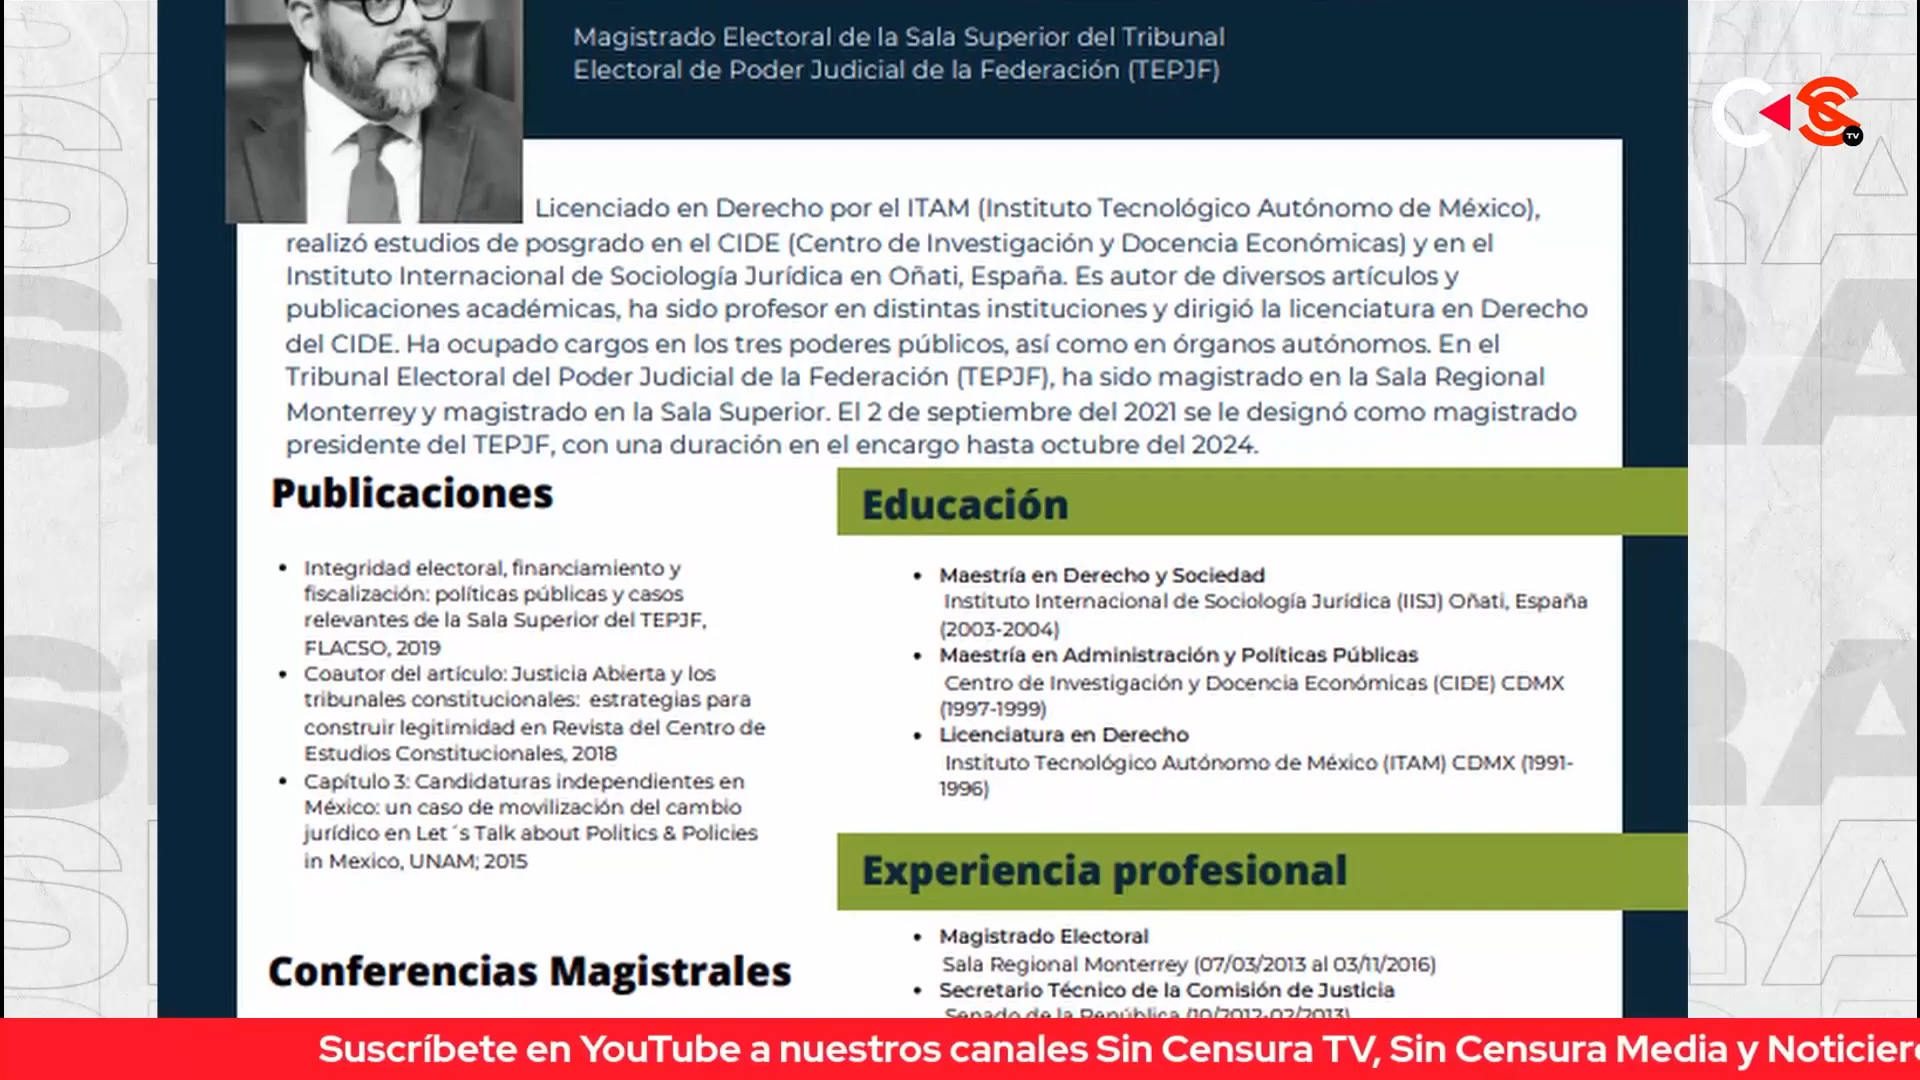 Magistrado Electoral de la Sala Superior del Tribunal
Electoral de Poder Judicial de la Federación (TEPJF)
TV
Licenciado en Derecho por el ITAM (Instituto Tecnológico Autónomo de México),
realizó estudios de posgrado en el CIDE (Centro de Investigación y Docencia Económicas) y en el
Instituto Internacional de Sociología Jurídica en Oñati, España. Es autor de diversos artículos y
publicaciones académicas, ha sido profesor en distintas instituciones y dirigió la licenciatura en Derecho
del CIDE. Ha ocupado cargos en los tres poderes públicos, así como en órganos autónomos. En el
Tribunal Electoral del Poder Judicial de la Federación (TEPJF), ha sido magistrado en la Sala Regional
Monterrey y magistrado en la Sala Superior. El 2 de septiembre del 2021 se le designó como magistrado
presidente del TEPJF, con una duración en el encargo hasta octubre del 2024.
Publicaciones
• Integridad electoral, financiamiento y
fiscalización: políticas públicas y casos
relevantes de la Sala Superior del TEPJF,
FLACSO, 2019
• Coautor del artículo: Justicia Abierta y los
tribunales constitucionales: estrategias para
construir legitimidad en Revista del Centro de
Estudios Constitucionales, 2018
• Capítulo 3: Candidaturas independientes en
México: un caso de movilización del cambio
jurídico en Let´s Talk about Politics & Policies
in Mexico, UNAM; 2015
Conferencias Magistrales
Educación
• Maestría en Derecho y Sociedad
Instituto Internacional de Sociología Jurídica (IISJ) Oñati, España
(2003-2004)
• Maestría en Administración y Políticas Públicas
Centro de Investigación y Docencia Económicas (CIDE) CDMX
(1997-1999)
• Licenciatura en Derecho
Instituto Tecnológico Autónomo de México (ITAM) CDMX (1991-
1996)
Experiencia profesional
• Magistrado Electoral
Sala Regional Monterrey (07/03/2013 al 03/11/2016)
• Secretario Técnico de la Comisión de Justicia
Senado de la República (10/2012-02/2013)
Suscríbete en YouTube a nuestros canales Sin Censura TV, Sin Censura Media y Noticier